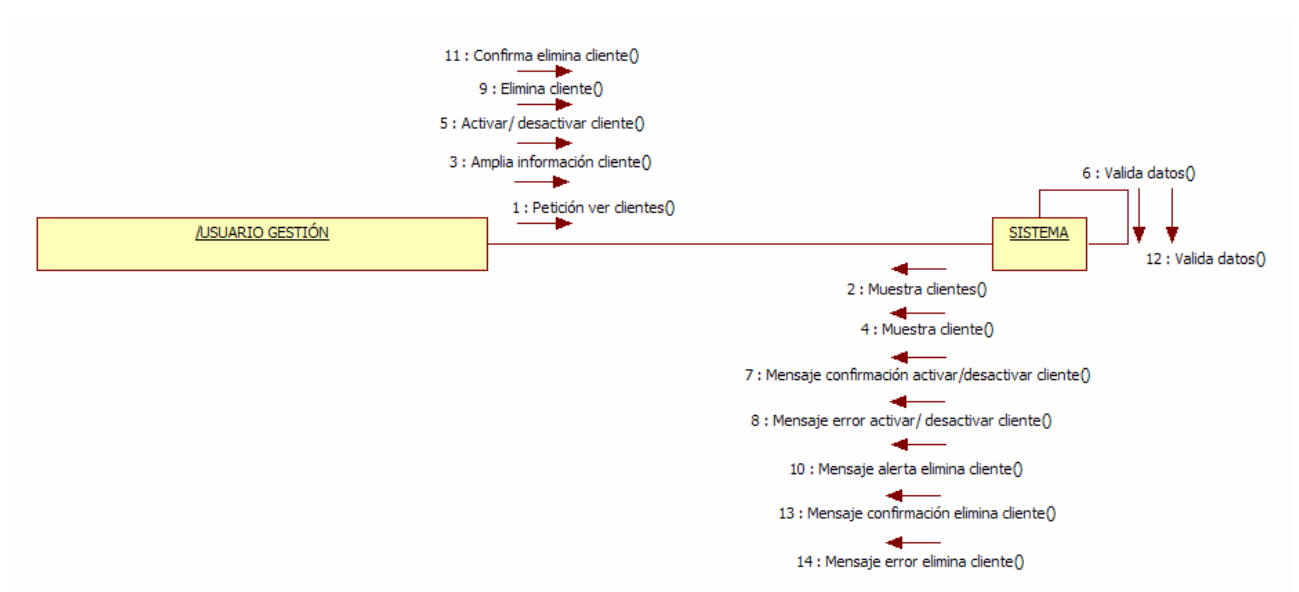 11 : Confirma elimina cliente()
9 : Elimina cliente()
5 : Activar/ desactivar cliente()
3 : Amplia información cliente()
1 : Petición ver clientes()
6 : Valida datos()
/USUARIO GESTIÓN
SISTEMA
12 : Valida datos()
2 : Muestra clientes()
4 : Muestra cliente()
7 : Mensaje confirmación activar/desactivar cliente()
8 : Mensaje error activar/ desactivar cliente()
10 : Mensaje alerta elimina cliente()
13 : Mensaje confirmación elimina cliente()
14 : Mensaje error elimina cliente()